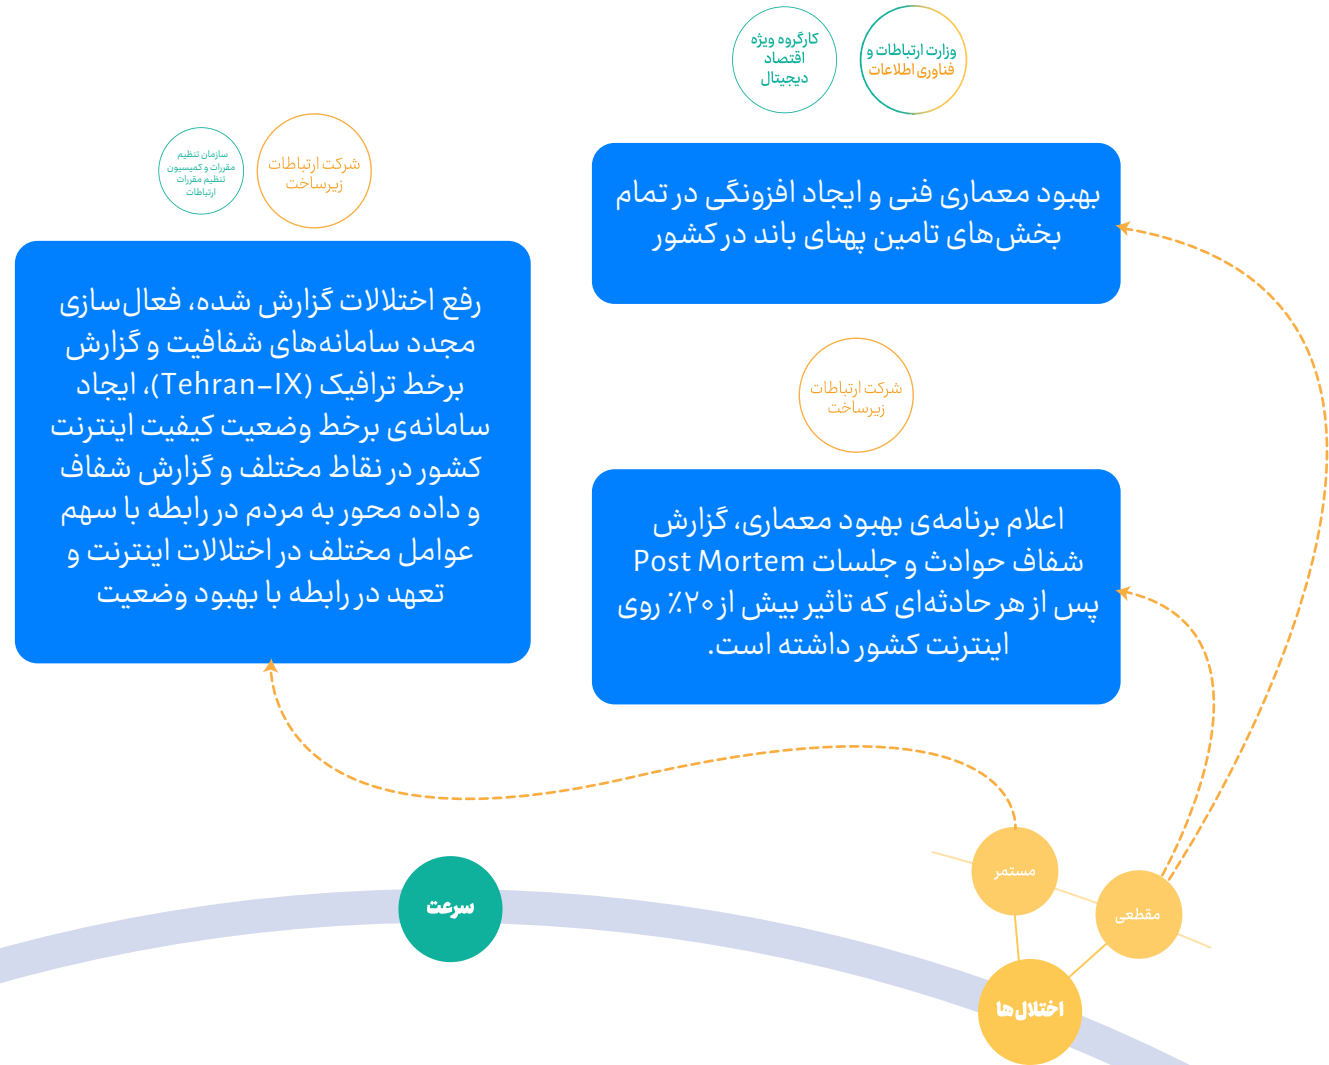 وزارت ارتباطات و
فناوری اطلاعات
کارگروه ویژه
اقتصاد
دیجیتال
بهبود معماری فنی و ایجاد افزونگی در تمام
بخش‌های تامین پهنای باند در کشور
شرکت ارتباطات
زیرساخت
اعلام برنامه‌ی بهبود معماری، گزارش
شفاف حوادث و جلسات Post Mortem
پس از هر حادثه‌ای که تاثیر بیش از ۲۰٪ روی
اینترنت کشور داشته است.
شرکت ارتباطات
زیرساخت
سازمان تنظیم
مقررات و کمیسیون
تنظیم مقررات
ارتباطات
رفع اختلالات گزارش شده، فعال‌سازی
مجدد سامانه‌های شفافیت و گزارش
برخط ترافیک (Tehran-IX)، ایجاد
سامانه‌ی برخط وضعیت کیفیت اینترنت
کشور در نقاط مختلف و گزارش شفاف
و داده محور به مردم در رابطه با سهم
عوامل مختلف در اختلالات اینترنت و
تعهد در رابطه با بهبود وضعیت
مستمر
مقطعی
سرعت
اختلال‌ها